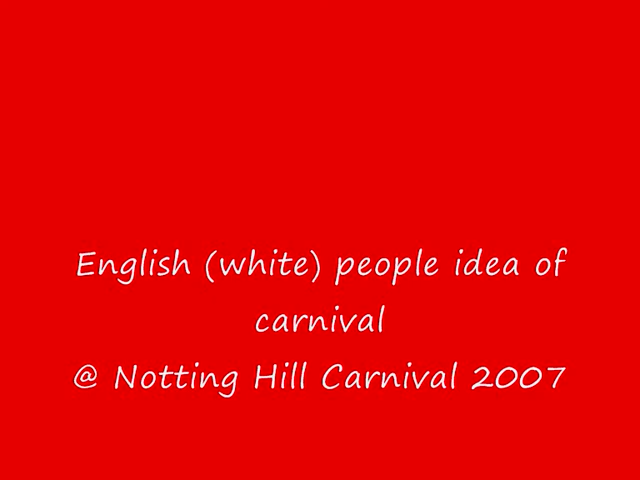 English (white) people idea of
carnival
@ Notting Hill Carnival 2007